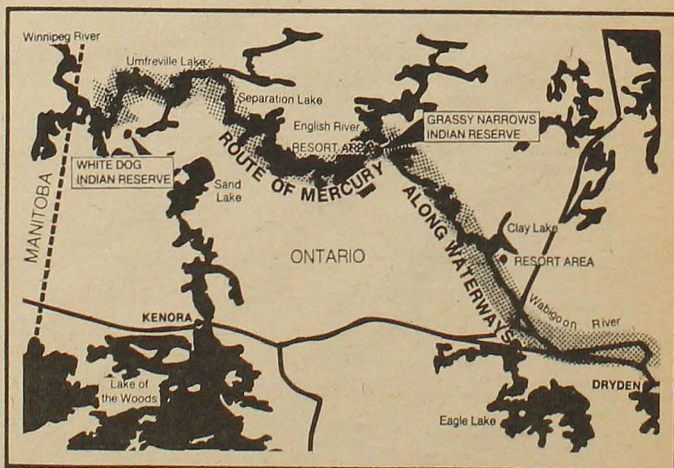 Winnipeg River
Umfreville Lake
Separation Lake
English River
RESORT AREA
GRASSY NARROWS
INDIAN RESERVE
WHITE DOG
INDIAN RESERVE
Sand
Lake
ROUTE OF MERCURY
ALONG WATERWAYS
MANITOBA
ONTARIO
Clay Lake
RESORT AREA
Wabigoon River
KENORA
Lake of
the Woods
DRYDEN
Eagle Lake